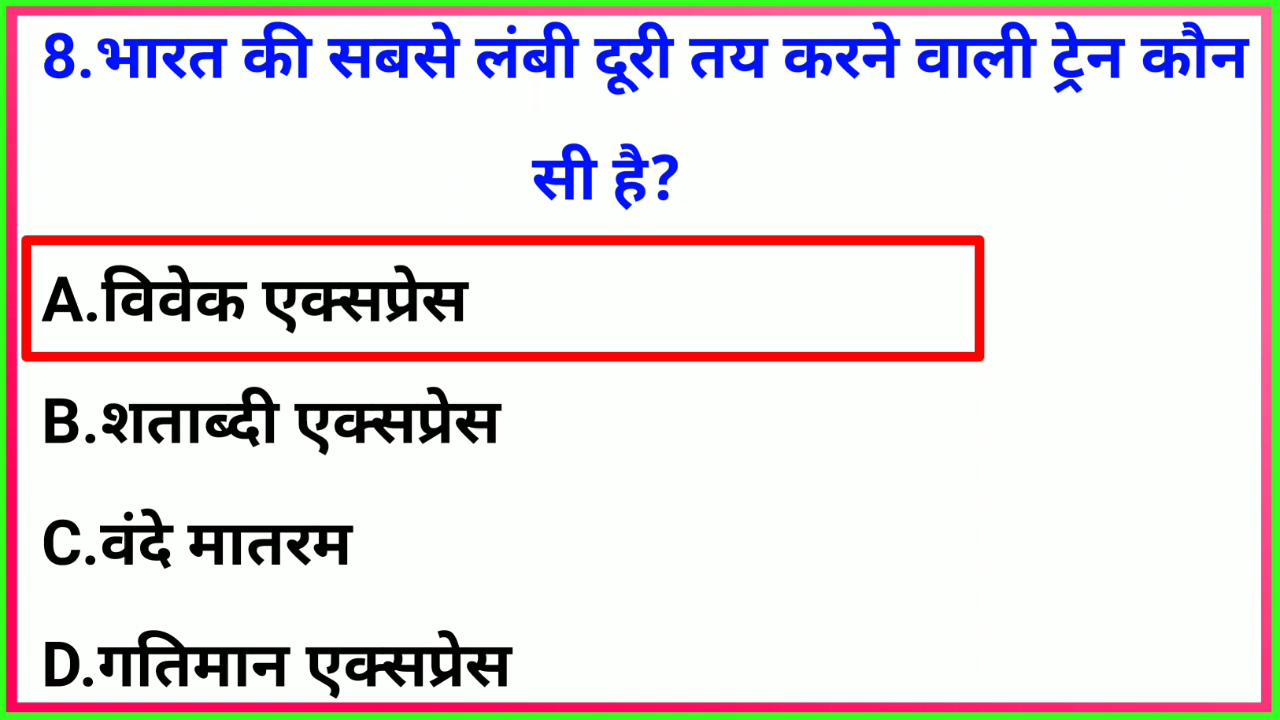 8.भारत की सबसे लंबी दूरी तय करने वाली ट्रेन कौन
सी है?
A.विवेक एक्सप्रेस
B.शताब्दी एक्सप्रेस
C.वंदे मातरम
D.गतिमान एक्सप्रेस